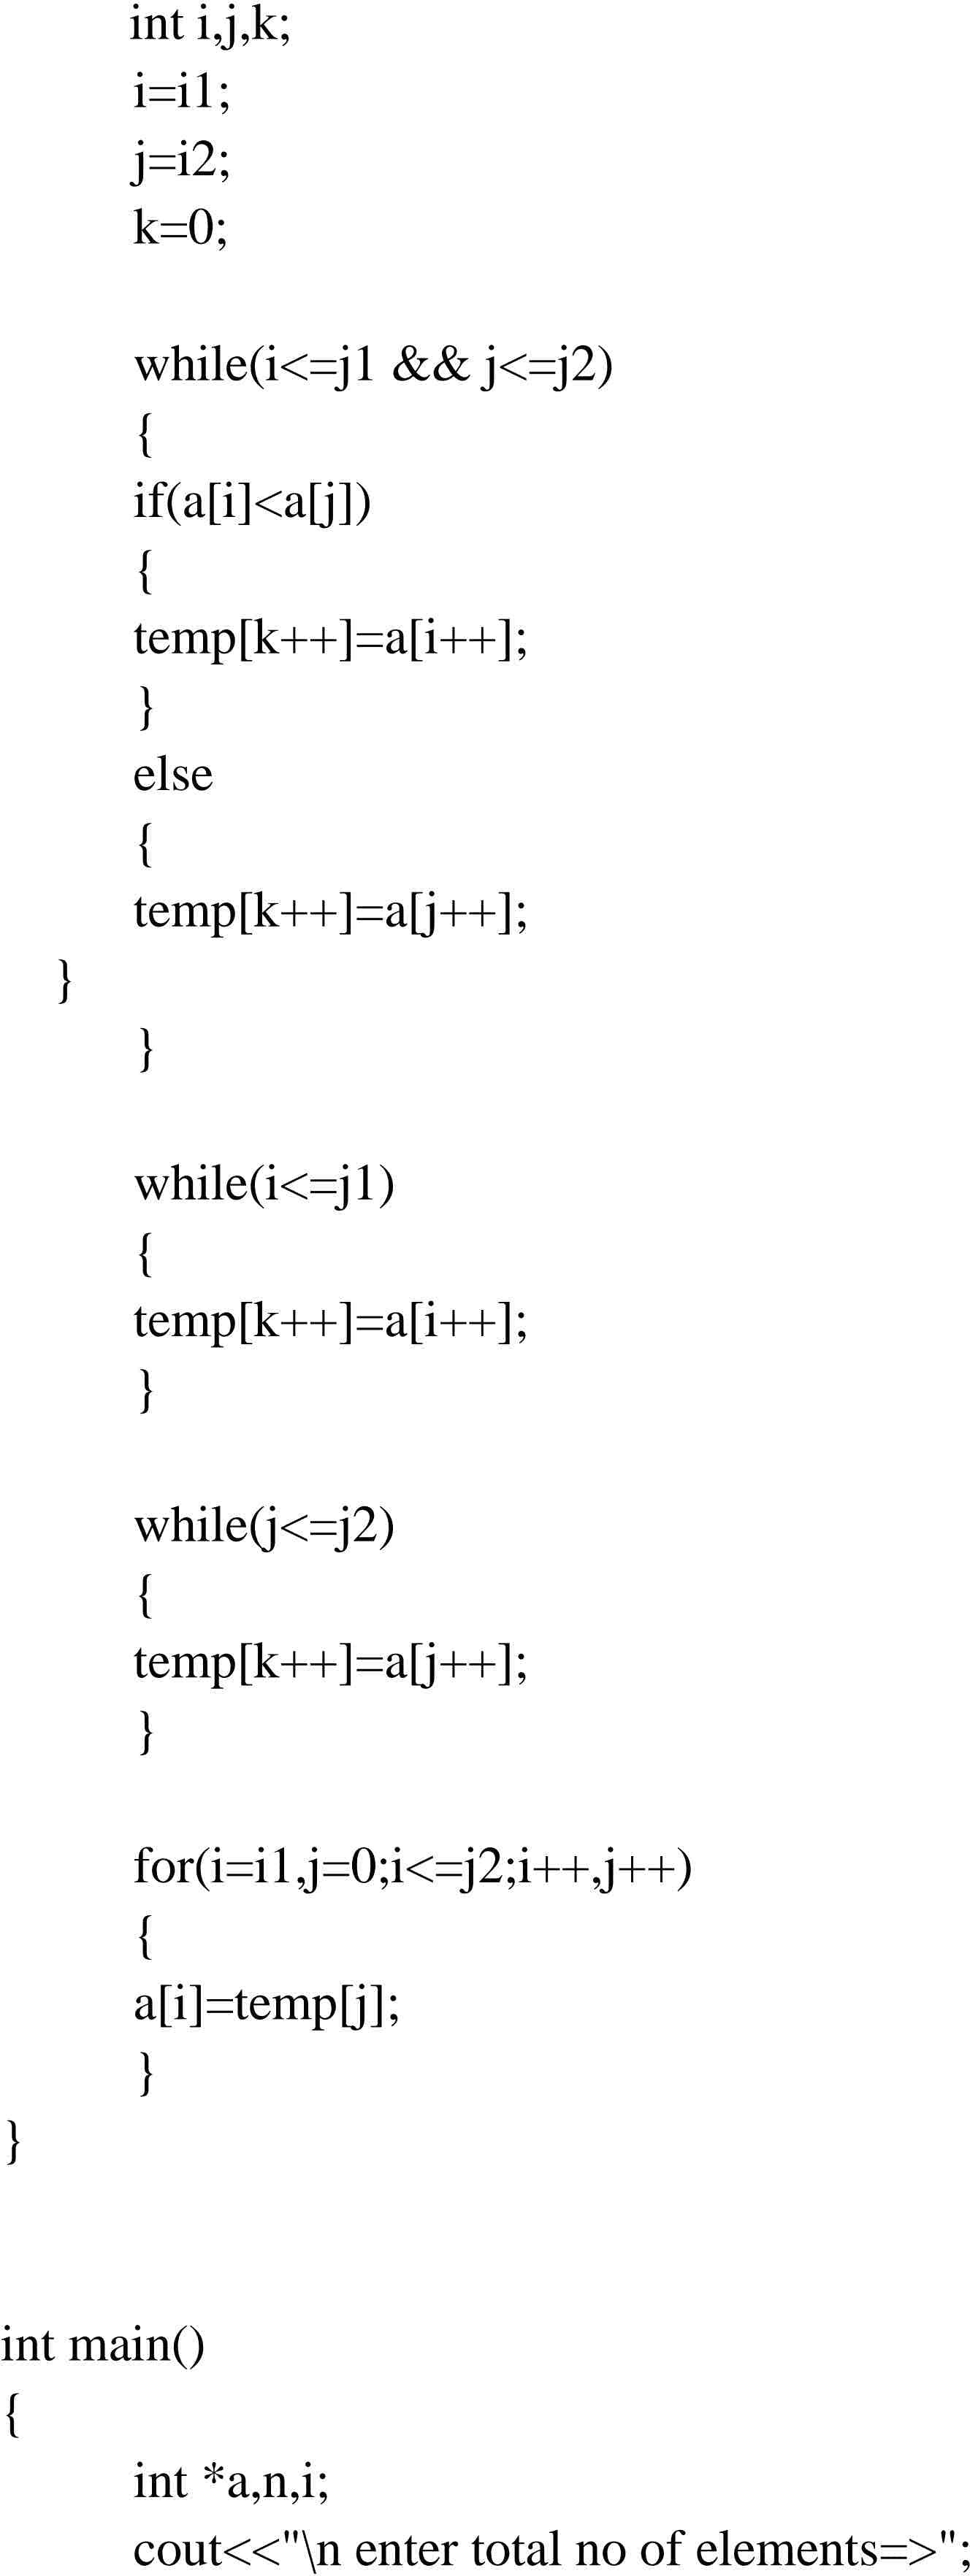 int i,j,k;
i=i1;
j=i2;
k=0;
while(i<=j1 && j<=j2)
{
if(a[i]<a[j])
{
temp[k++]=a[i++];
}
else
{
temp[k++]=a[j++];
}
}
while(i<=j1)
{
temp[k++]=a[i++];
}
while(j<=j2)
{
temp[k++]=a[j++];
}
for(i=i1,j=0;i<=j2;i++,j++)
{
a[i]=temp[j];
}
}
int main()
{
int *a,n,i;
cout<<"\n enter total no of elements=>";